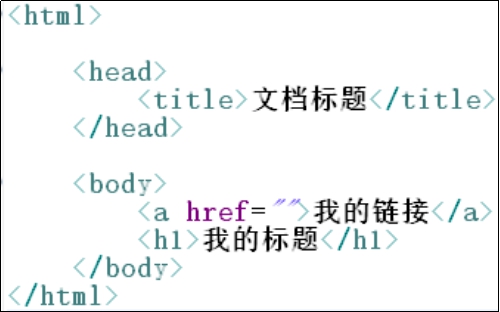 <html>
<head>
<title>文档标题</title>
</head>
<body>
<a href="">我的链接</a>
<h1>我的标题</h1>
</body>
</html>